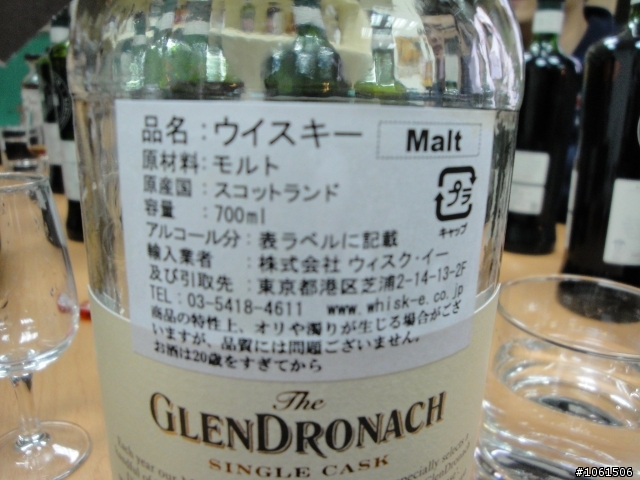 品名：ウイスキー Malt
原材料：モルト
原産国：スコットランド
容量：700ml
アルコール分：表ラベルに記載
輸入業者：株式会社 ウィスク・イー
及び引取先：東京都港区芝浦2-14-13-2F
TEL：03-5418-4611 www.whisk-e.co.jp
商品の特性上、オリや濁りが生じる場合がござ
いますが、品質には問題ございません。
お酒は20歳をすぎてから
プラ
キャップ
The
GLENDRONACH
SINGLE CASK
Each year our
especially selects a
#1061506